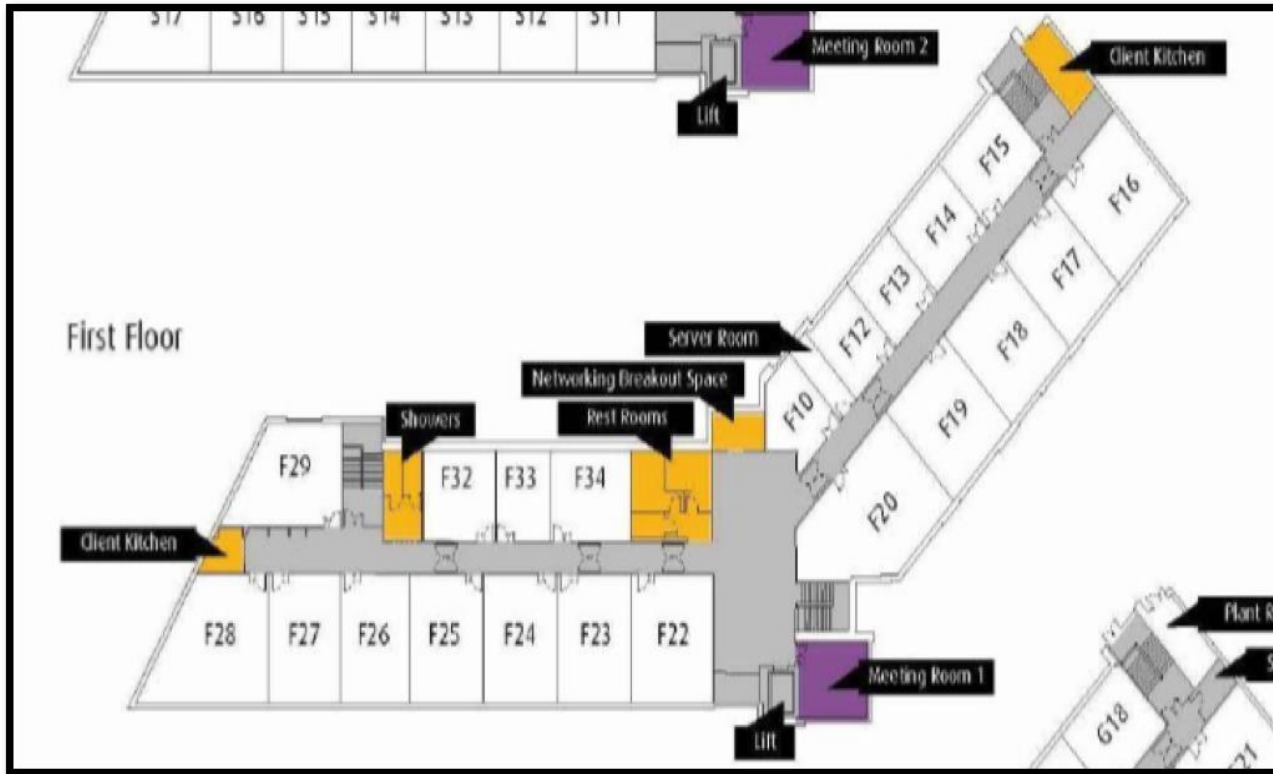 S17
S16
S15
S14
S13
S12
S11
Meeting Room 2
Lift
Client Kitchen
F15
F16
F14
F17
F13
F18
F12
Server Room
First Floor
Networking Breakout Space
F10
F19
Showers
Rest Rooms
F29
F32
F33
F34
F20
Client Kitchen
F28
F27
F26
F25
F24
F23
F22
Meeting Room 1
Lift
Plant R
S
G18
21